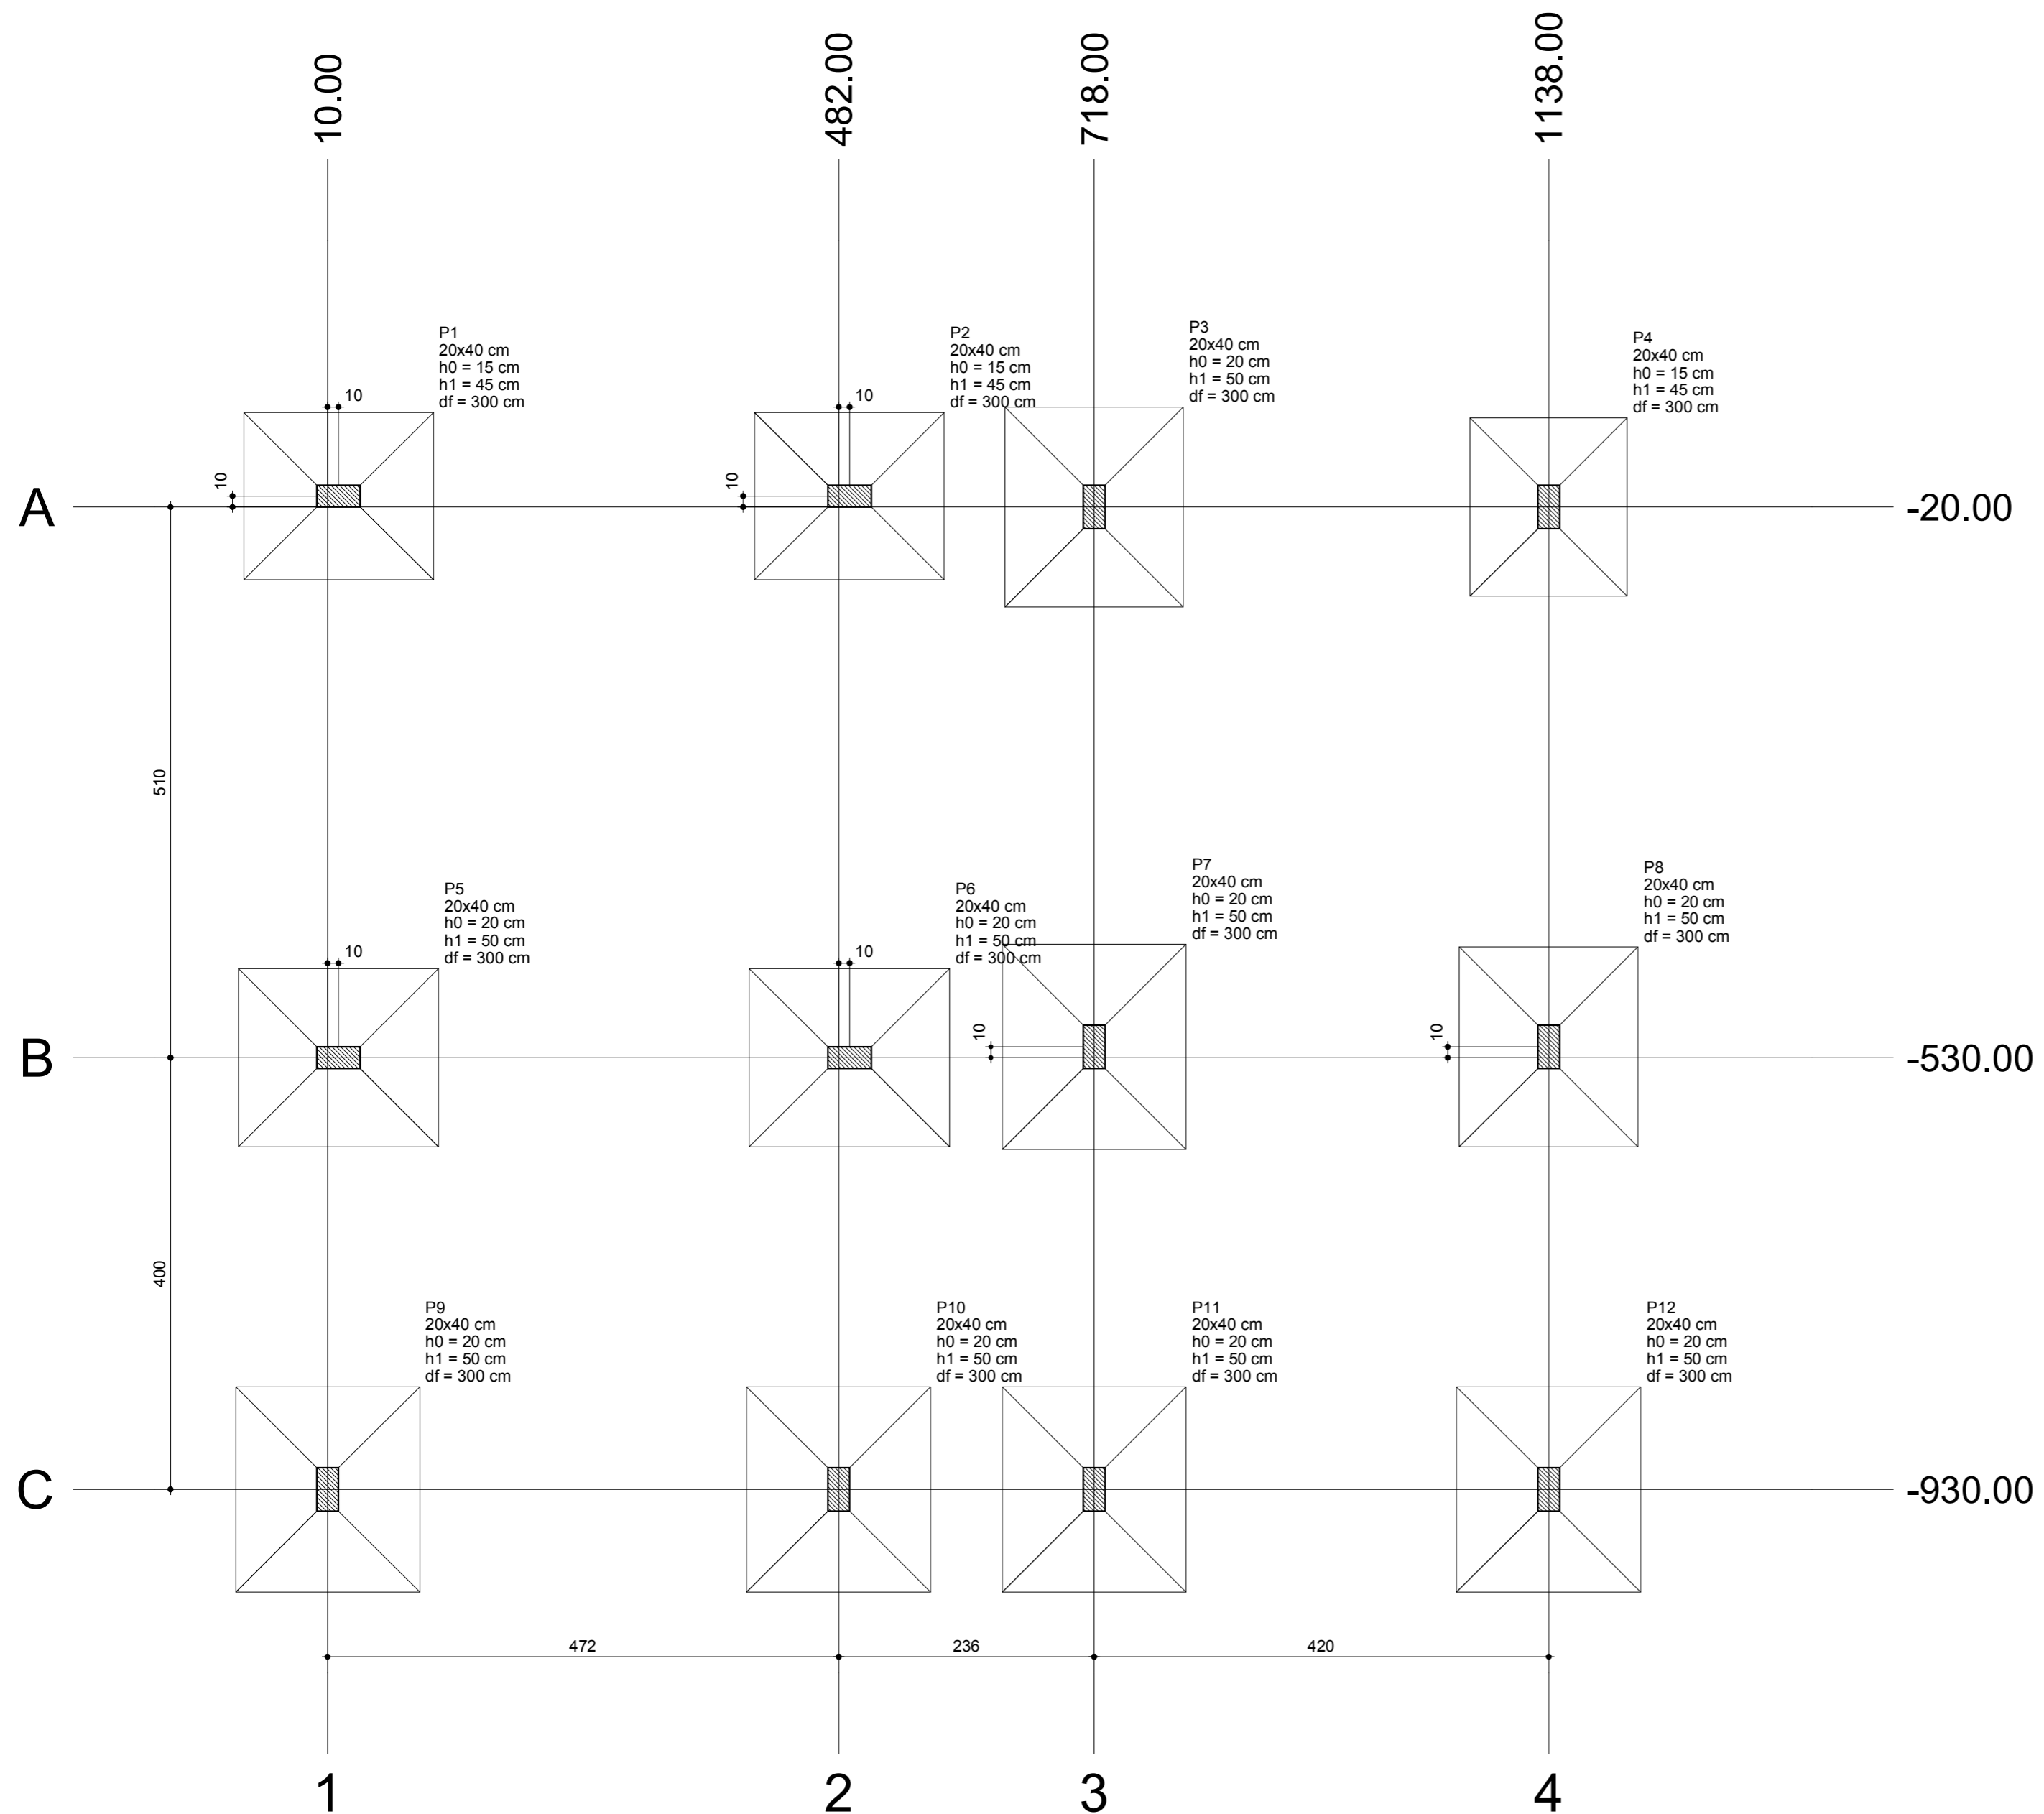 10.00
482.00
718.00
1138.00
P1
20x40 cm
h0 = 15 cm
h1 = 45 cm
df = 300 cm
10
10
P2
20x40 cm
h0 = 15 cm
h1 = 45 cm
df = 300 cm
10
10
P3
20x40 cm
h0 = 20 cm
h1 = 50 cm
df = 300 cm
P4
20x40 cm
h0 = 15 cm
h1 = 45 cm
df = 300 cm
A
-20.00
510
P5
20x40 cm
h0 = 20 cm
h1 = 50 cm
df = 300 cm
10
P6
20x40 cm
h0 = 20 cm
h1 = 50 cm
df = 300 cm
10
P7
20x40 cm
h0 = 20 cm
h1 = 50 cm
df = 300 cm
10
P8
20x40 cm
h0 = 20 cm
h1 = 50 cm
df = 300 cm
10
B
-530.00
400
P9
20x40 cm
h0 = 20 cm
h1 = 50 cm
df = 300 cm
P10
20x40 cm
h0 = 20 cm
h1 = 50 cm
df = 300 cm
P11
20x40 cm
h0 = 20 cm
h1 = 50 cm
df = 300 cm
P12
20x40 cm
h0 = 20 cm
h1 = 50 cm
df = 300 cm
C
-930.00
472
236
420
1
2
3
4